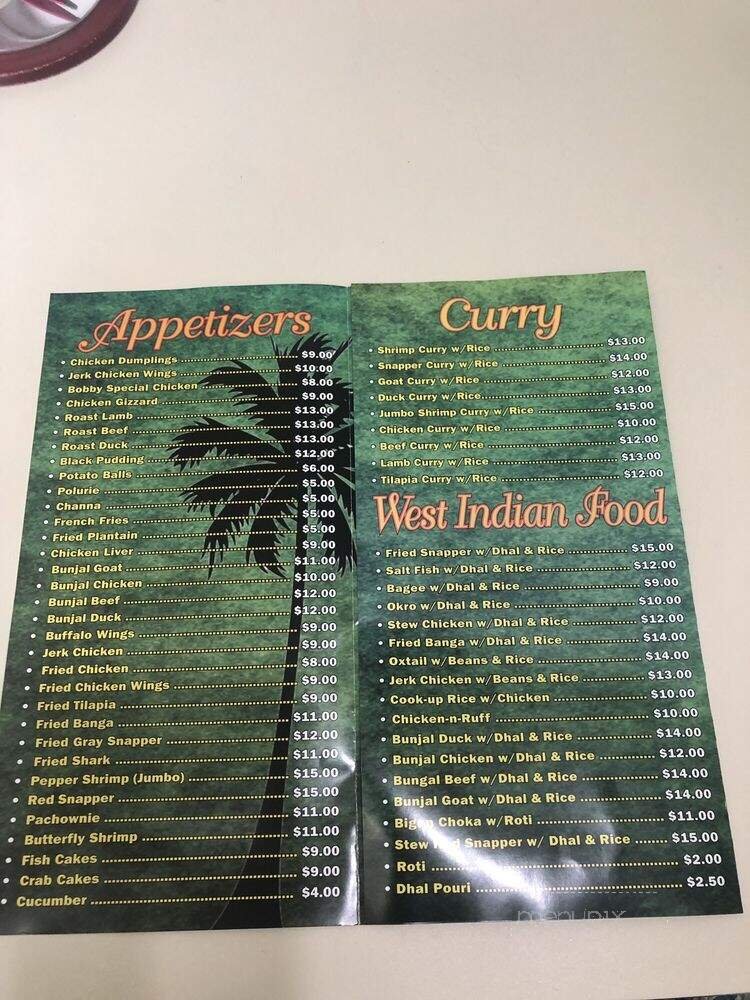 Appetizers
• Chicken Dumplings ........ $9.00
• Jerk Chicken Wings ........ $10.00
• Bobby Special Chicken ........ $8.00
• Chicken Gizzard ........ $9.00
• Roast Lamb ........ $13.00
• Roast Beef ........ $13.00
• Roast Duck ........ $13.00
• Black Pudding ........ $12.00
• Potato Balls ........ $6.00
• Polurie ........ $5.00
• Channa ........ $5.00
• French Fries ........ $5.00
• Fried Plantain ........ $5.00
• Chicken Liver ........ $9.00
• Bunjal Goat ........ $11.00
• Bunjal Chicken ........ $10.00
• Bunjal Beef ........ $12.00
• Bunjal Duck ........ $12.00
• Buffalo Wings ........ $9.00
• Jerk Chicken ........ $9.00
• Fried Chicken ........ $8.00
• Fried Chicken Wings ........ $9.00
• Fried Tilapia ........ $9.00
• Fried Banga ........ $11.00
• Fried Gray Snapper ........ $12.00
• Fried Shark ........ $11.00
• Pepper Shrimp (Jumbo) ........ $15.00
• Red Snapper ........ $15.00
• Pachownie ........ $11.00
• Butterfly Shrimp ........ $11.00
• Fish Cakes ........ $9.00
• Crab Cakes ........ $9.00
• Cucumber ........ $4.00
Curry
• Shrimp Curry w/Rice ........ $13.00
• Snapper Curry w/Rice ........ $14.00
• Goat Curry w/Rice ........ $12.00
• Duck Curry w/Rice ........ $13.00
• Jumbo Shrimp Curry w/Rice ........ $15.00
• Chicken Curry w/Rice ........ $10.00
• Beef Curry w/Rice ........ $12.00
• Lamb Curry w/Rice ........ $13.00
• Tilapia Curry w/Rice ........ $12.00
West Indian Food
• Fried Snapper w/Dhal & Rice ........ $15.00
• Salt Fish w/Dhal & Rice ........ $12.00
• Bagee w/Dhal & Rice ........ $9.00
• Okro w/Dhal & Rice ........ $10.00
• Stew Chicken w/Dhal & Rice ........ $12.00
• Fried Banga w/Dhal & Rice ........ $14.00
• Oxtail w/Beans & Rice ........ $14.00
• Jerk Chicken w/Beans & Rice ........ $13.00
• Cook-up Rice w/Chicken ........ $10.00
• Chicken-n-Ruff ........ $10.00
• Bunjal Duck w/Dhal & Rice ........ $14.00
• Bunjal Chicken w/Dhal & Rice ........ $12.00
• Bungal Beef w/Dhal & Rice ........ $14.00
• Bunjal Goat w/Dhal & Rice ........ $14.00
• Bigan Choka w/Roti ........ $11.00
• Stew Red Snapper w/ Dhal & Rice ........ $15.00
• Roti ........ $2.00
• Dhal Pouri ........ $2.50
menupix